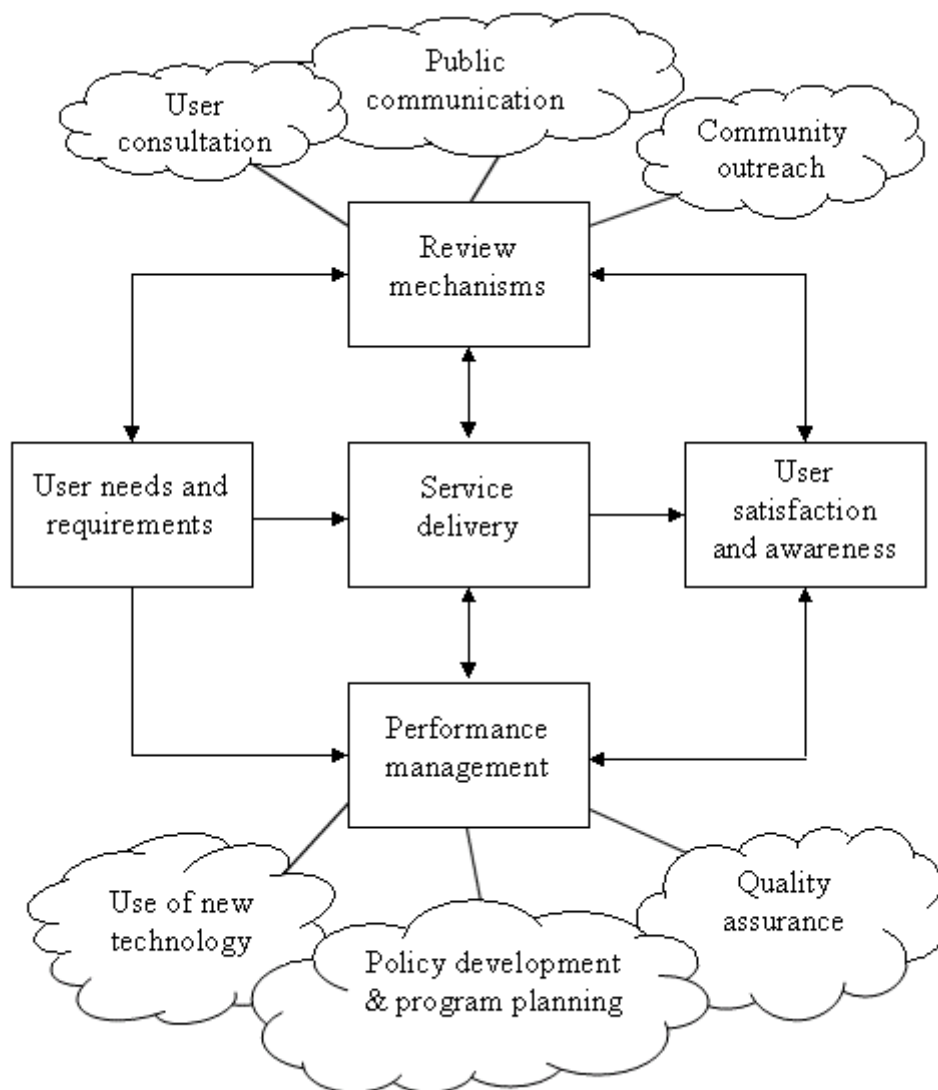 Public
communication
User
consultation
Community
outreach
Review
mechanisms
User needs and
requirements
Service
delivery
User
satisfaction
and awareness
Performance
management
Use of new
technology
Policy development
& program planning
Quality
assurance